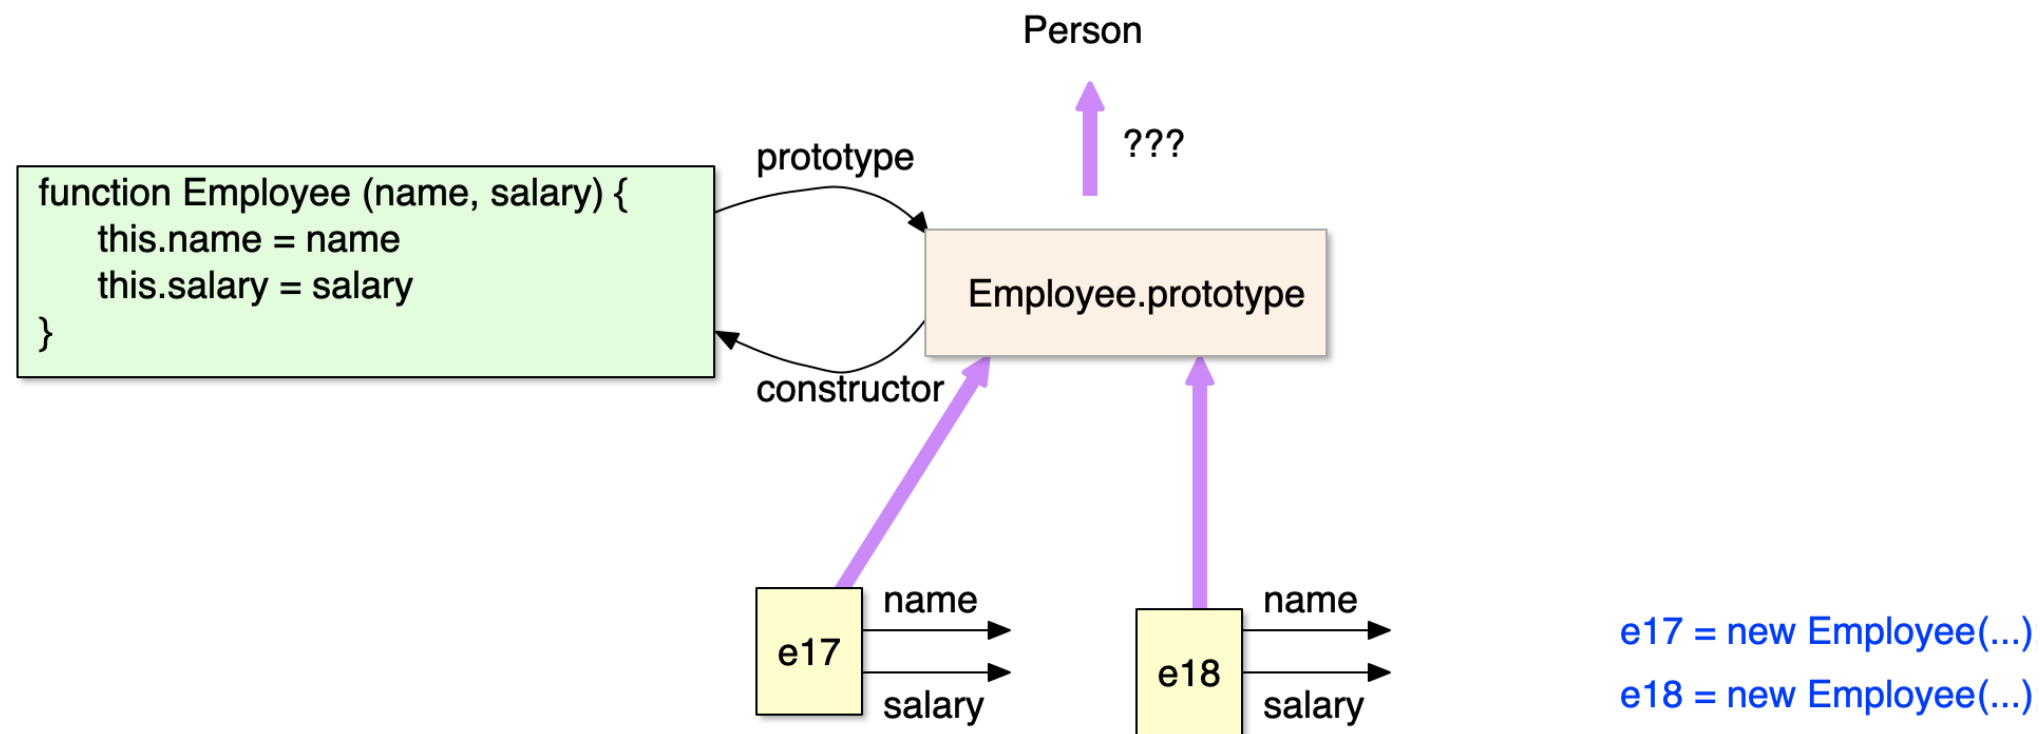 Person
???
prototype
function Employee (name, salary) {
this.name = name
this.salary = salary
}
Employee.prototype
constructor
name
e17
salary
name
e18
salary
e17 = new Employee(...)
e18 = new Employee(...)